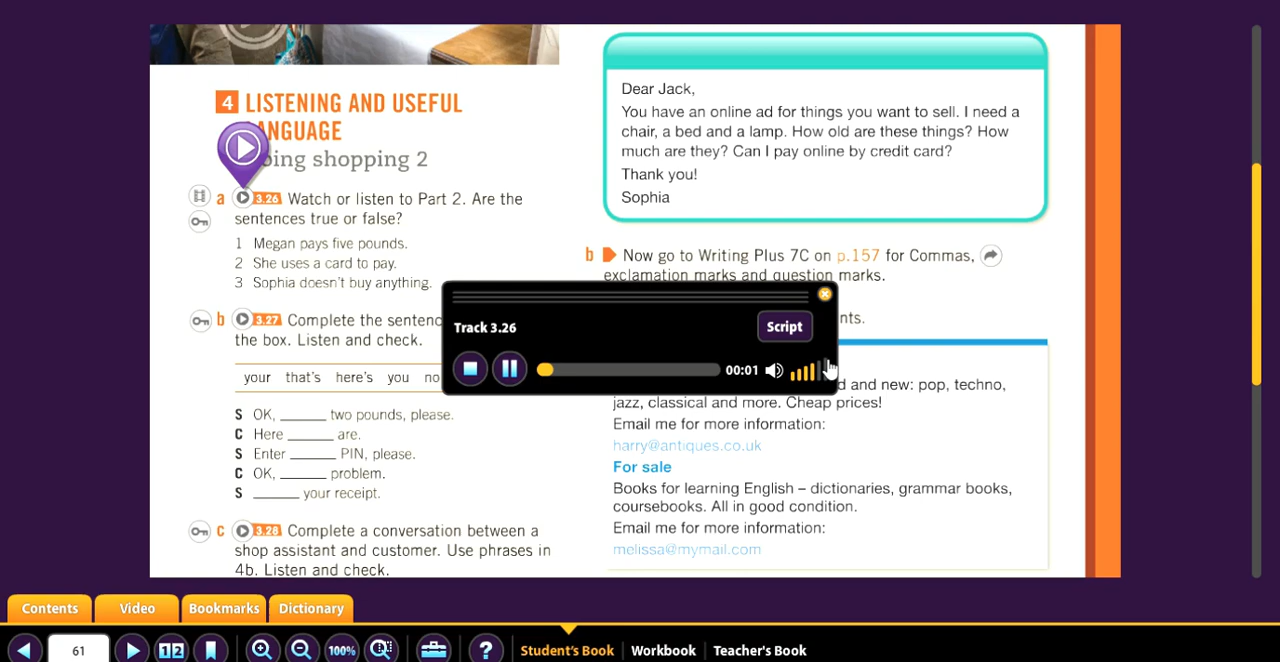 4 LISTENING AND USEFUL
LANGUAGE
oing shopping 2
a 3.26 Watch or listen to Part 2. Are the
sentences true or false?
1 Megan pays five pounds.
2 She uses a card to pay.
3 Sophia doesn't buy anything.
b 3.27 Complete the sentenc
the box. Listen and check.
your that's here's you no
S OK, ______ two pounds, please.
C Here ______ are.
S Enter ______ PIN, please.
C OK, ______ problem.
S ______ your receipt.
c 3.28 Complete a conversation between a
shop assistant and customer. Use phrases in
4b. Listen and check.
Dear Jack,
You have an online ad for things you want to sell. I need a
chair, a bed and a lamp. How old are these things? How
much are they? Can I pay online by credit card?
Thank you!
Sophia
b Now go to Writing Plus 7C on p.157 for Commas,
exclamation marks and question marks.
nts.
Track 3.26
Script
00:01
d and new: pop, techno,
jazz, classical and more. Cheap prices!
Email me for more information:
harry@antiques.co.uk
For sale
Books for learning English – dictionaries, grammar books,
coursebooks. All in good condition.
Email me for more information:
melissa@mymail.com
Contents Video Bookmarks Dictionary
61 1 2 100% ? Student's Book Workbook Teacher's Book